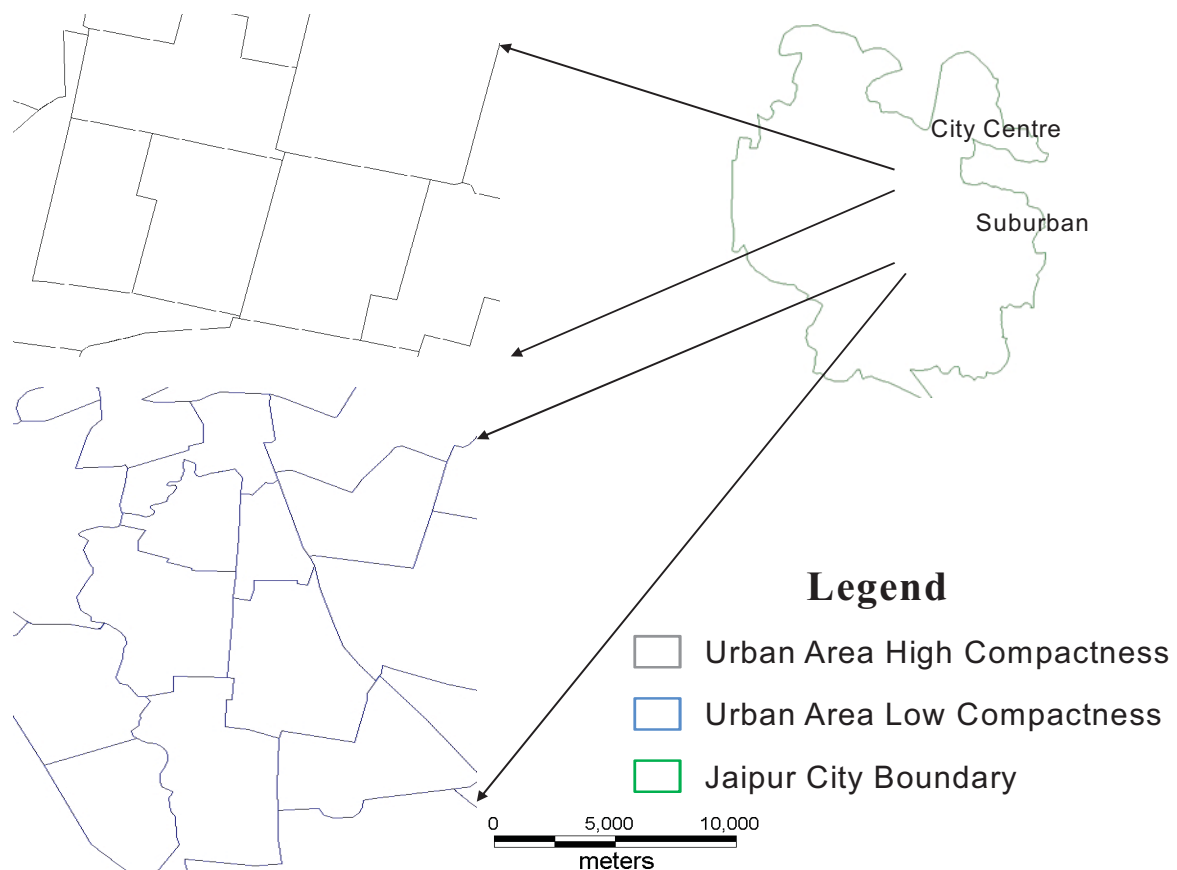 City Centre
Suburban
Legend
Urban Area High Compactness
Urban Area Low Compactness
Jaipur City Boundary
0 5,000 10,000
meters